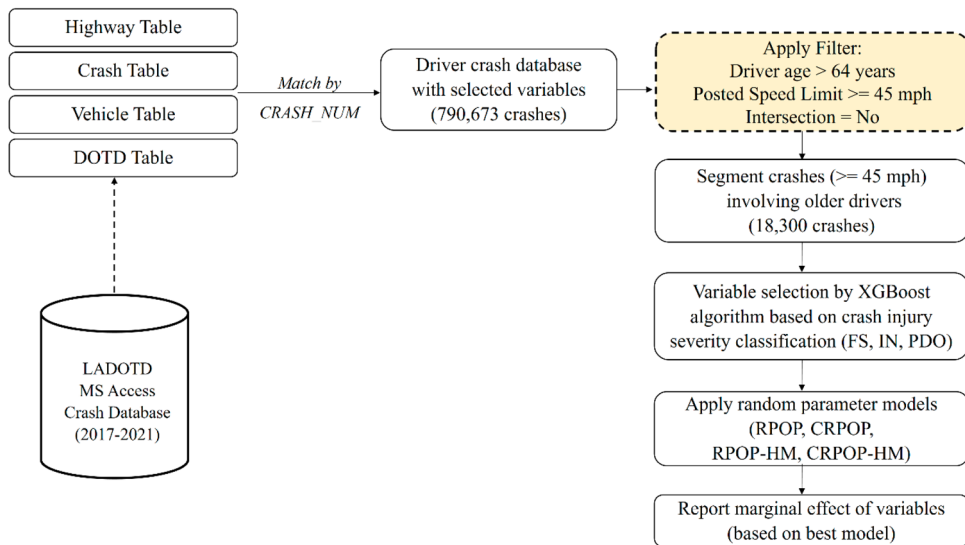 Highway Table
Crash Table
Vehicle Table
DOTD Table
LADOTD
MS Access
Crash Database
(2017-2021)
Match by
CRASH_NUM
Driver crash database
with selected variables
(790,673 crashes)
Apply Filter:
Driver age > 64 years
Posted Speed Limit >= 45 mph
Intersection = No
Segment crashes (>= 45 mph)
involving older drivers
(18,300 crashes)
Variable selection by XGBoost
algorithm based on crash injury
severity classification (FS, IN, PDO)
Apply random parameter models
(RPOP, CRPOP,
RPOP-HM, CRPOP-HM)
Report marginal effect of variables
(based on best model)